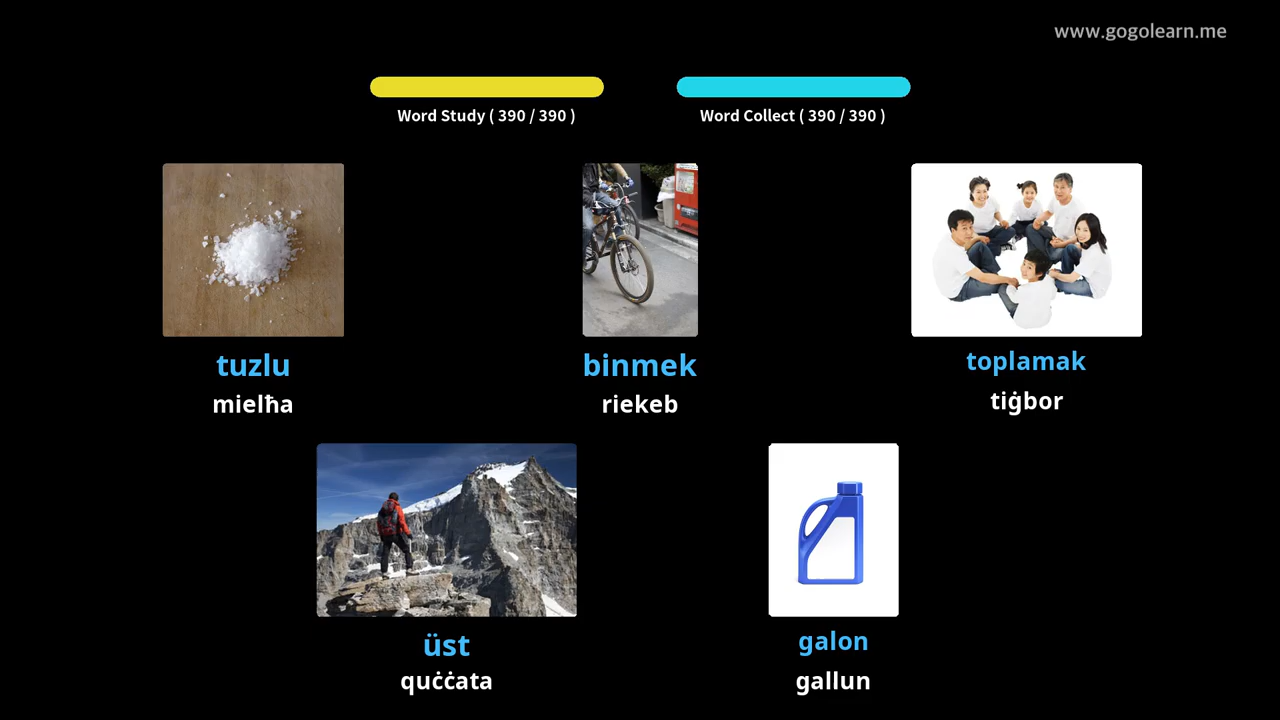 www.gogolearn.me
Word Study ( 390 / 390 )
Word Collect ( 390 / 390 )
tuzlu
mielħa
binmek
riekeb
toplamak
tiġbor
üst
quċċata
galon
gallun